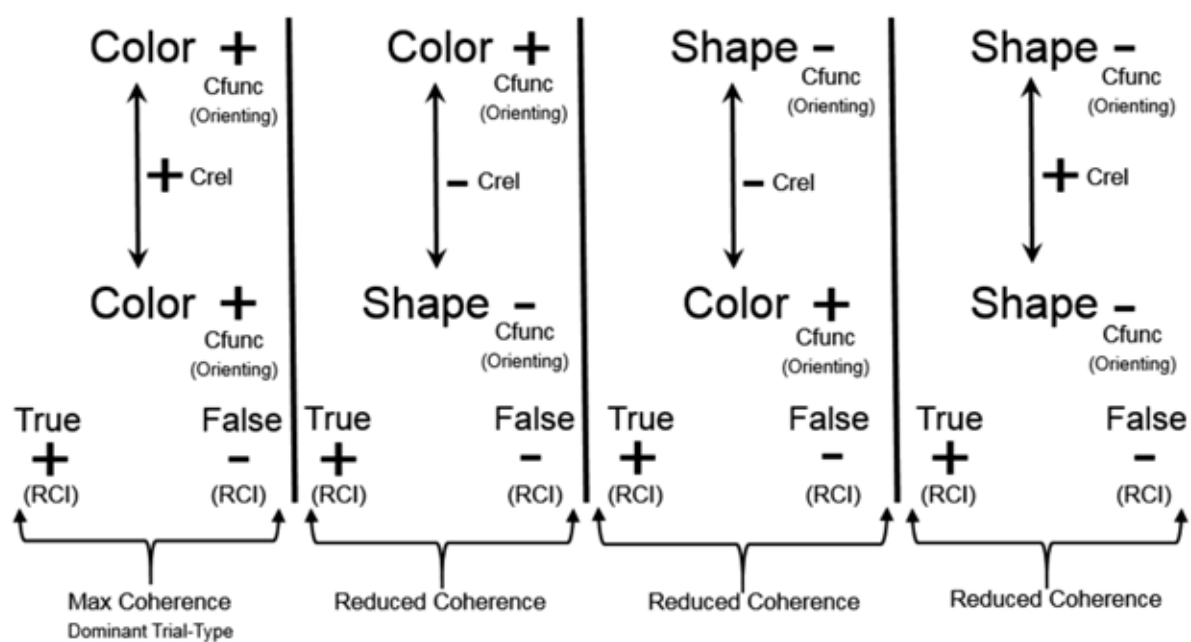 Color +
Cfunc
(Orienting)
+ Crel
Color +
Cfunc
(Orienting)
True False
+ -
(RCI) (RCI)
Max Coherence
Dominant Trial-Type
Color +
Cfunc
(Orienting)
- Crel
Shape -
Cfunc
(Orienting)
True False
+ -
(RCI) (RCI)
Reduced Coherence
Shape -
Cfunc
(Orienting)
- Crel
Color +
Cfunc
(Orienting)
True False
+ -
(RCI) (RCI)
Reduced Coherence
Shape -
Cfunc
(Orienting)
+ Crel
Shape -
Cfunc
(Orienting)
True False
+ -
(RCI) (RCI)
Reduced Coherence